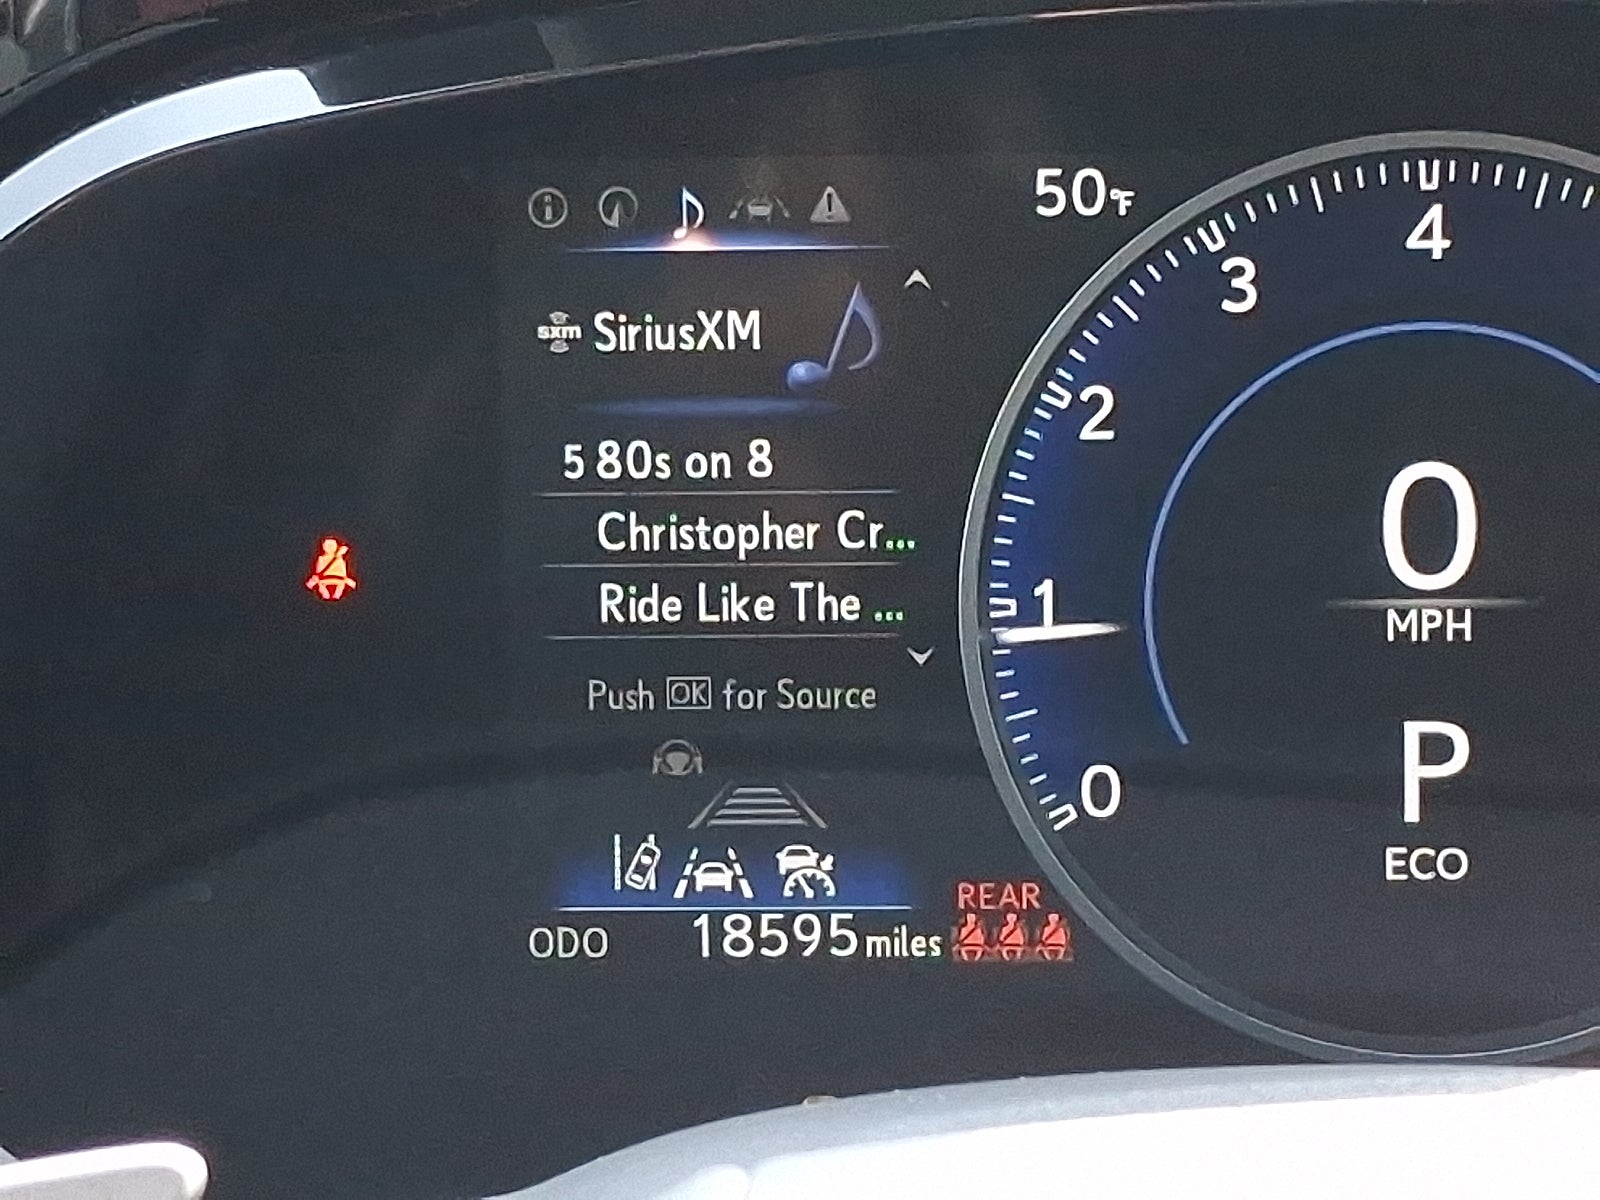 50°F
sxm SiriusXM
5 80s on 8
Christopher Cr...
Ride Like The ...
Push OK for Source
ODO 18595 miles
REAR
4
3
2
1
0
0
MPH
P
ECO